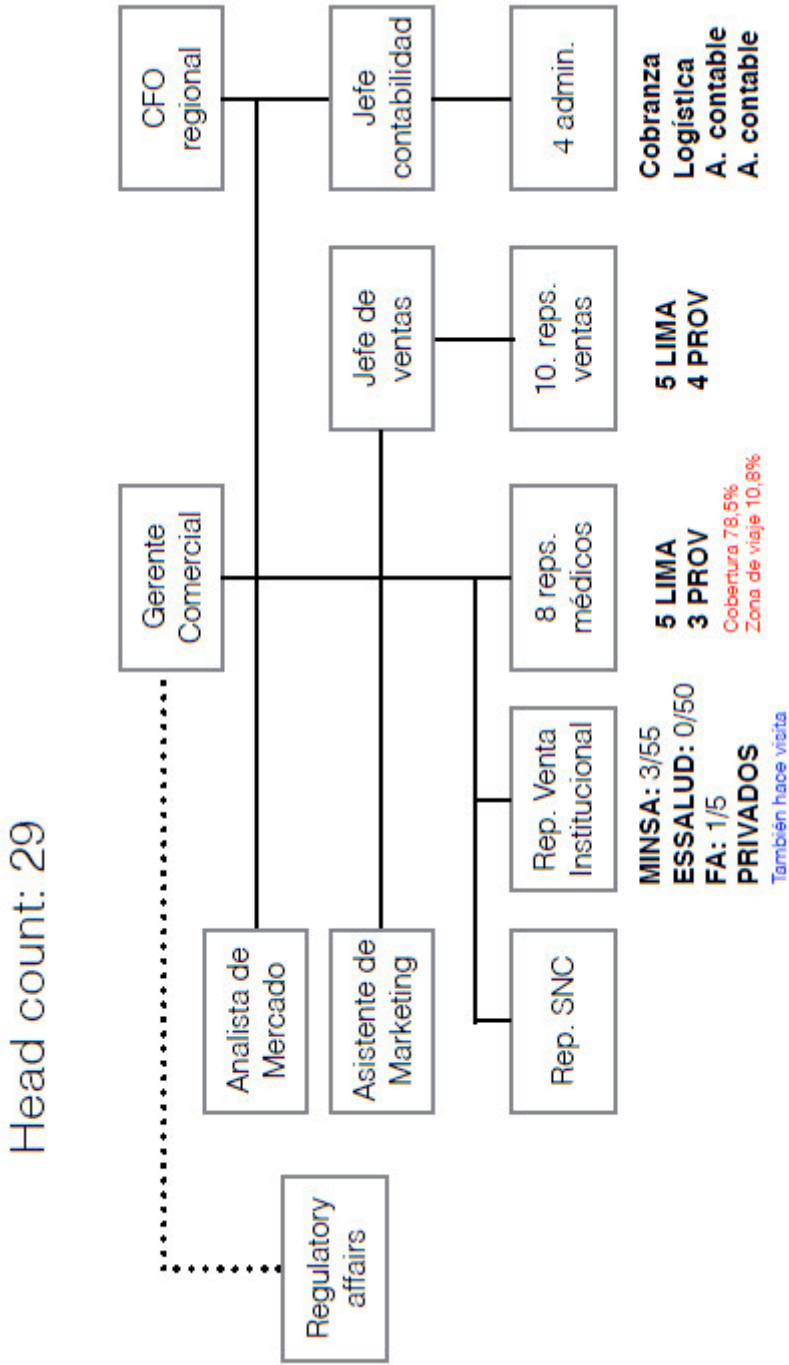 Head count: 29
Gerente
Comercial
CFO
regional
Analista de
Mercado
Regulatory
affairs
Asistente de
Marketing
Jefe de
ventas
Jefe
contabilidad
Rep. SNC
Rep. Venta
Institucional
8 reps.
médicos
10. reps.
ventas
4 admin.
MINSA: 3/55
ESSALUD: 0/50
FA: 1/5
PRIVADOS
También hace visita
5 LIMA
3 PROV
Cobertura 78,5%
Zona de viaje 10,8%
5 LIMA
4 PROV
Cobranza
Logística
A. contable
A. contable